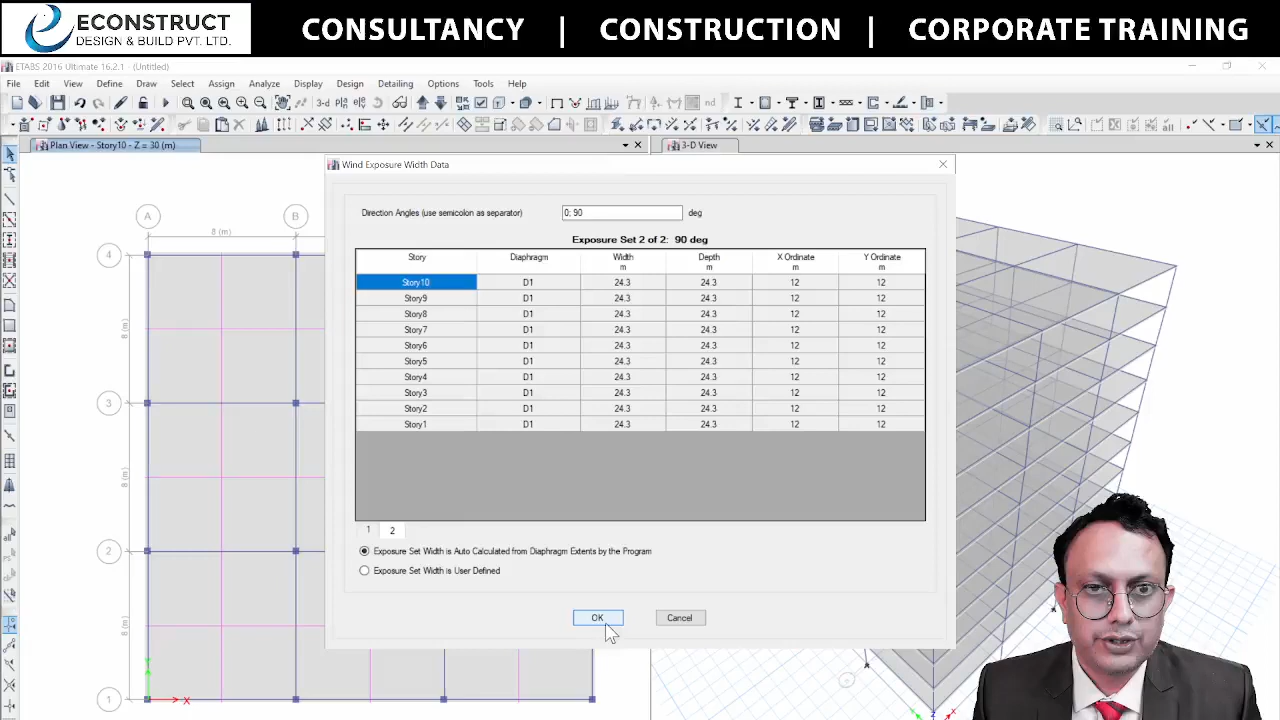 ECONSTRUCT
DESIGN & BUILD PVT. LTD.
CONSULTANCY | CONSTRUCTION | CORPORATE TRAINING
ETABS 2016 Ultimate 16.2.1 - (Untitled)
File Edit View Define Draw Select Assign Analyze Display Design Detailing Options Tools Help
3-d
nd
all
Plan View - Story10 - Z = 30 (m)
3-D View
Wind Exposure Width Data
Direction Angles (use semicolon as separator) 0; 90 deg
Exposure Set 2 of 2: 90 deg
Story Diaphragm Width Depth X Ordinate Y Ordinate
m m m m
Story10 D1 24.3 24.3 12 12
Story9 D1 24.3 24.3 12 12
Story8 D1 24.3 24.3 12 12
Story7 D1 24.3 24.3 12 12
Story6 D1 24.3 24.3 12 12
Story5 D1 24.3 24.3 12 12
Story4 D1 24.3 24.3 12 12
Story3 D1 24.3 24.3 12 12
Story2 D1 24.3 24.3 12 12
Story1 D1 24.3 24.3 12 12
1 2
Exposure Set Width is Auto Calculated from Diaphragm Extents by the Program
Exposure Set Width is User Defined
OK Cancel
A B
8 (m)
4
8 (m)
3
8 (m)
2
8 (m)
1
Y
X
Y Z X